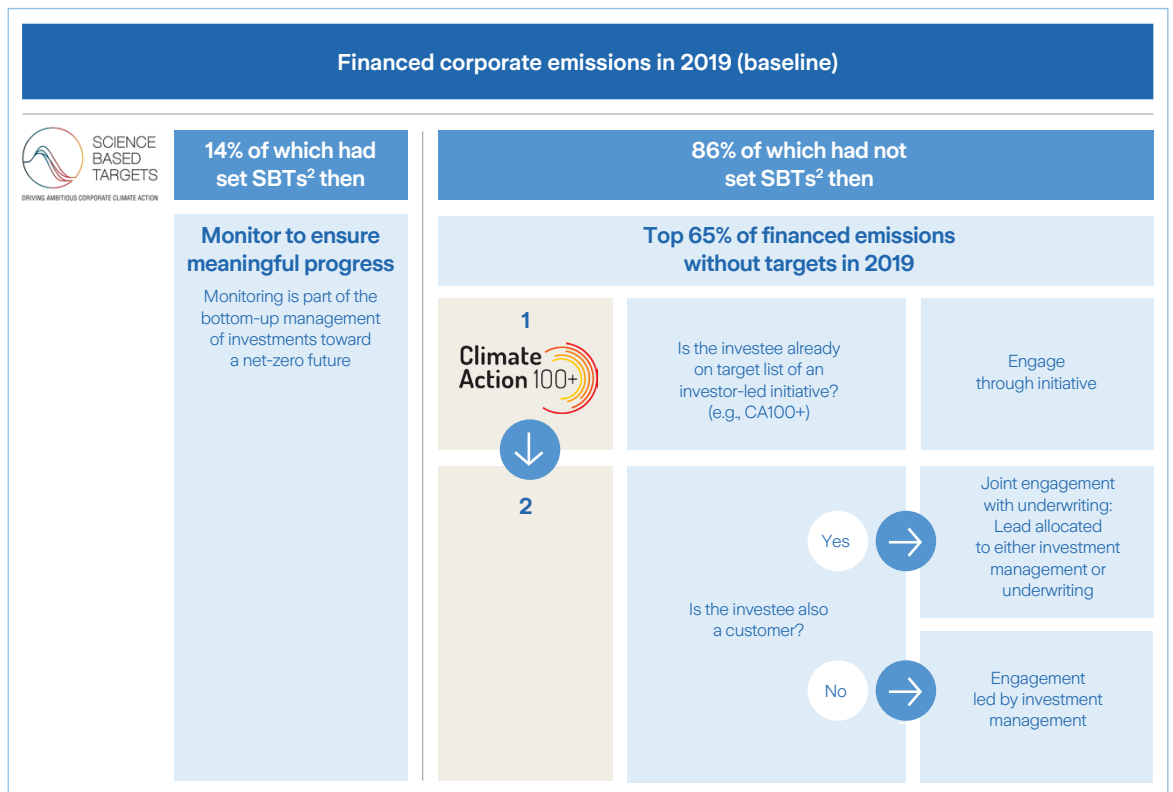 Financed corporate emissions in 2019 (baseline)
SCIENCE
BASED
TARGETS
DRIVING AMBITIOUS CORPORATE CLIMATE ACTION
14% of which had
set SBTs² then
86% of which had not
set SBTs² then
Monitor to ensure
meaningful progress
Monitoring is part of the
bottom-up management
of investments toward
a net-zero future
Top 65% of financed emissions
without targets in 2019
1
Climate
Action 100+
Is the investee already
on target list of an
investor-led initiative?
(e.g., CA100+)
Engage
through initiative
2
Is the investee also
a customer?
Yes
Joint engagement
with underwriting:
Lead allocated
to either investment
management or
underwriting
No
Engagement
led by investment
management